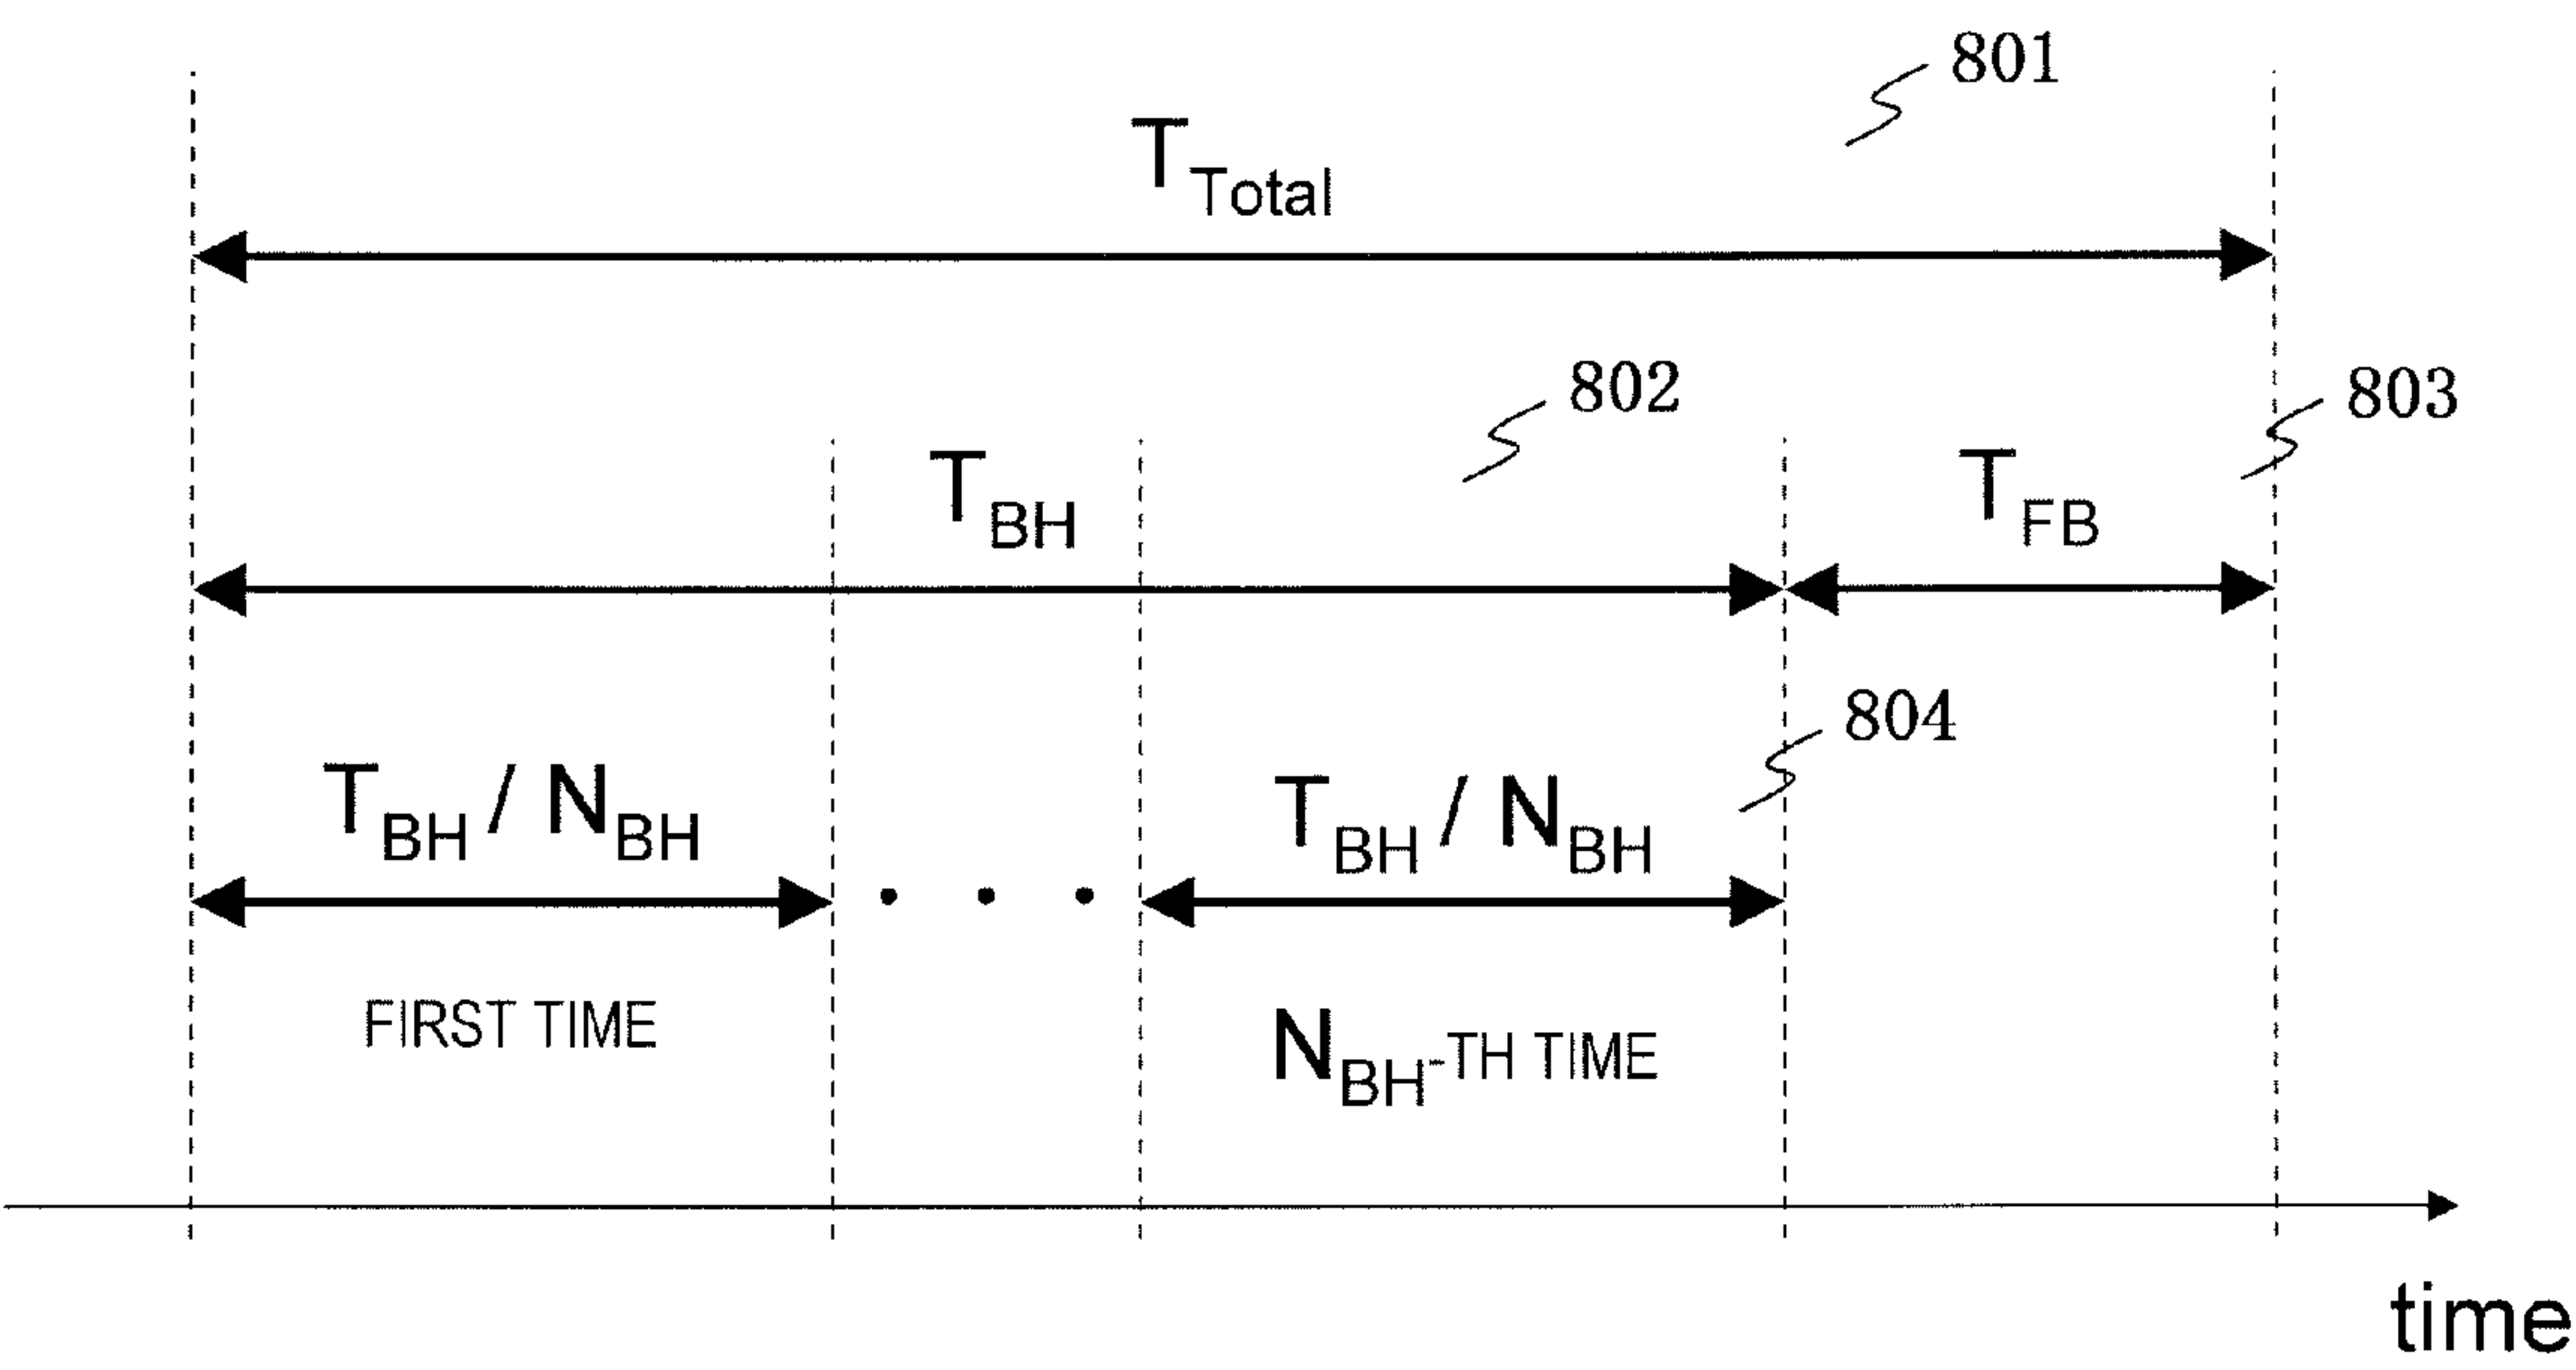 801
T_Total
802
803
T_BH
T_FB
804
T_BH / N_BH
T_BH / N_BH
FIRST TIME
N_BH-TH TIME
time